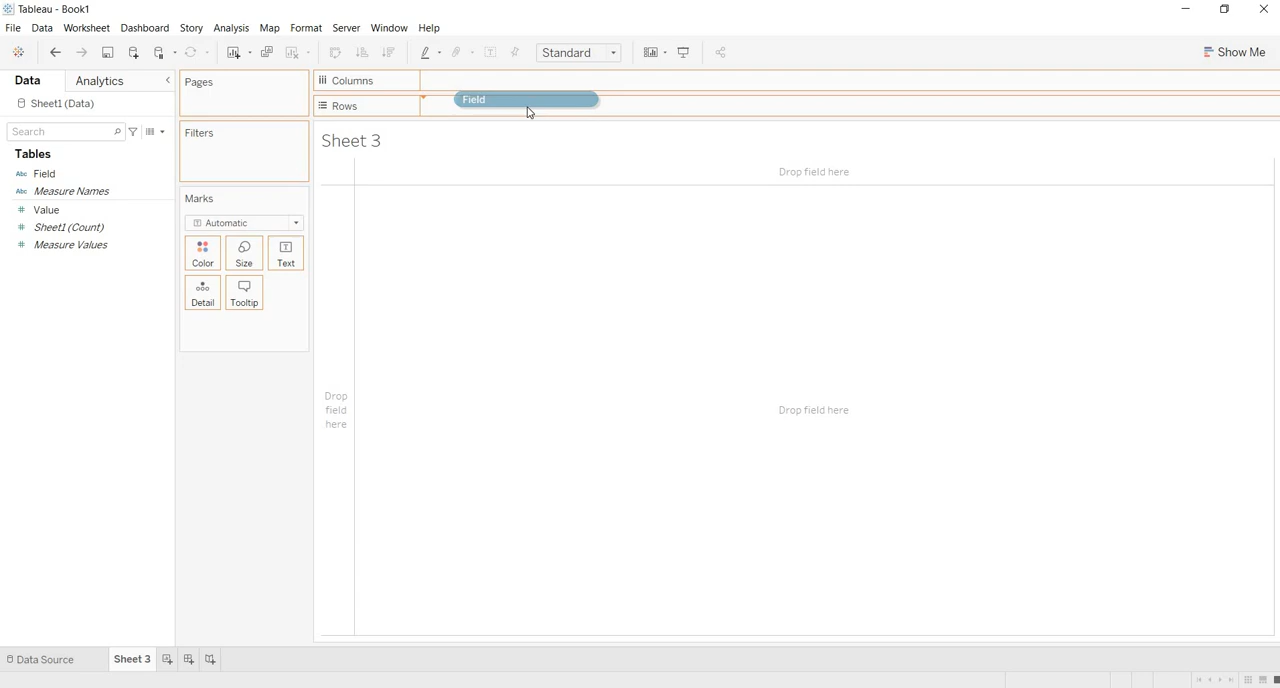 Tableau - Book1
File Data Worksheet Dashboard Story Analysis Map Format Server Window Help
Standard
Show Me
Data Analytics
Sheet1 (Data)
Search
Tables
Abc Field
Abc Measure Names
# Value
# Sheet1 (Count)
# Measure Values
Pages
Filters
Marks
T Automatic
Color Size T Text
Detail Tooltip
Columns
Rows
Field
Sheet 3
Drop field here
Drop
field
here
Drop field here
Data Source Sheet 3